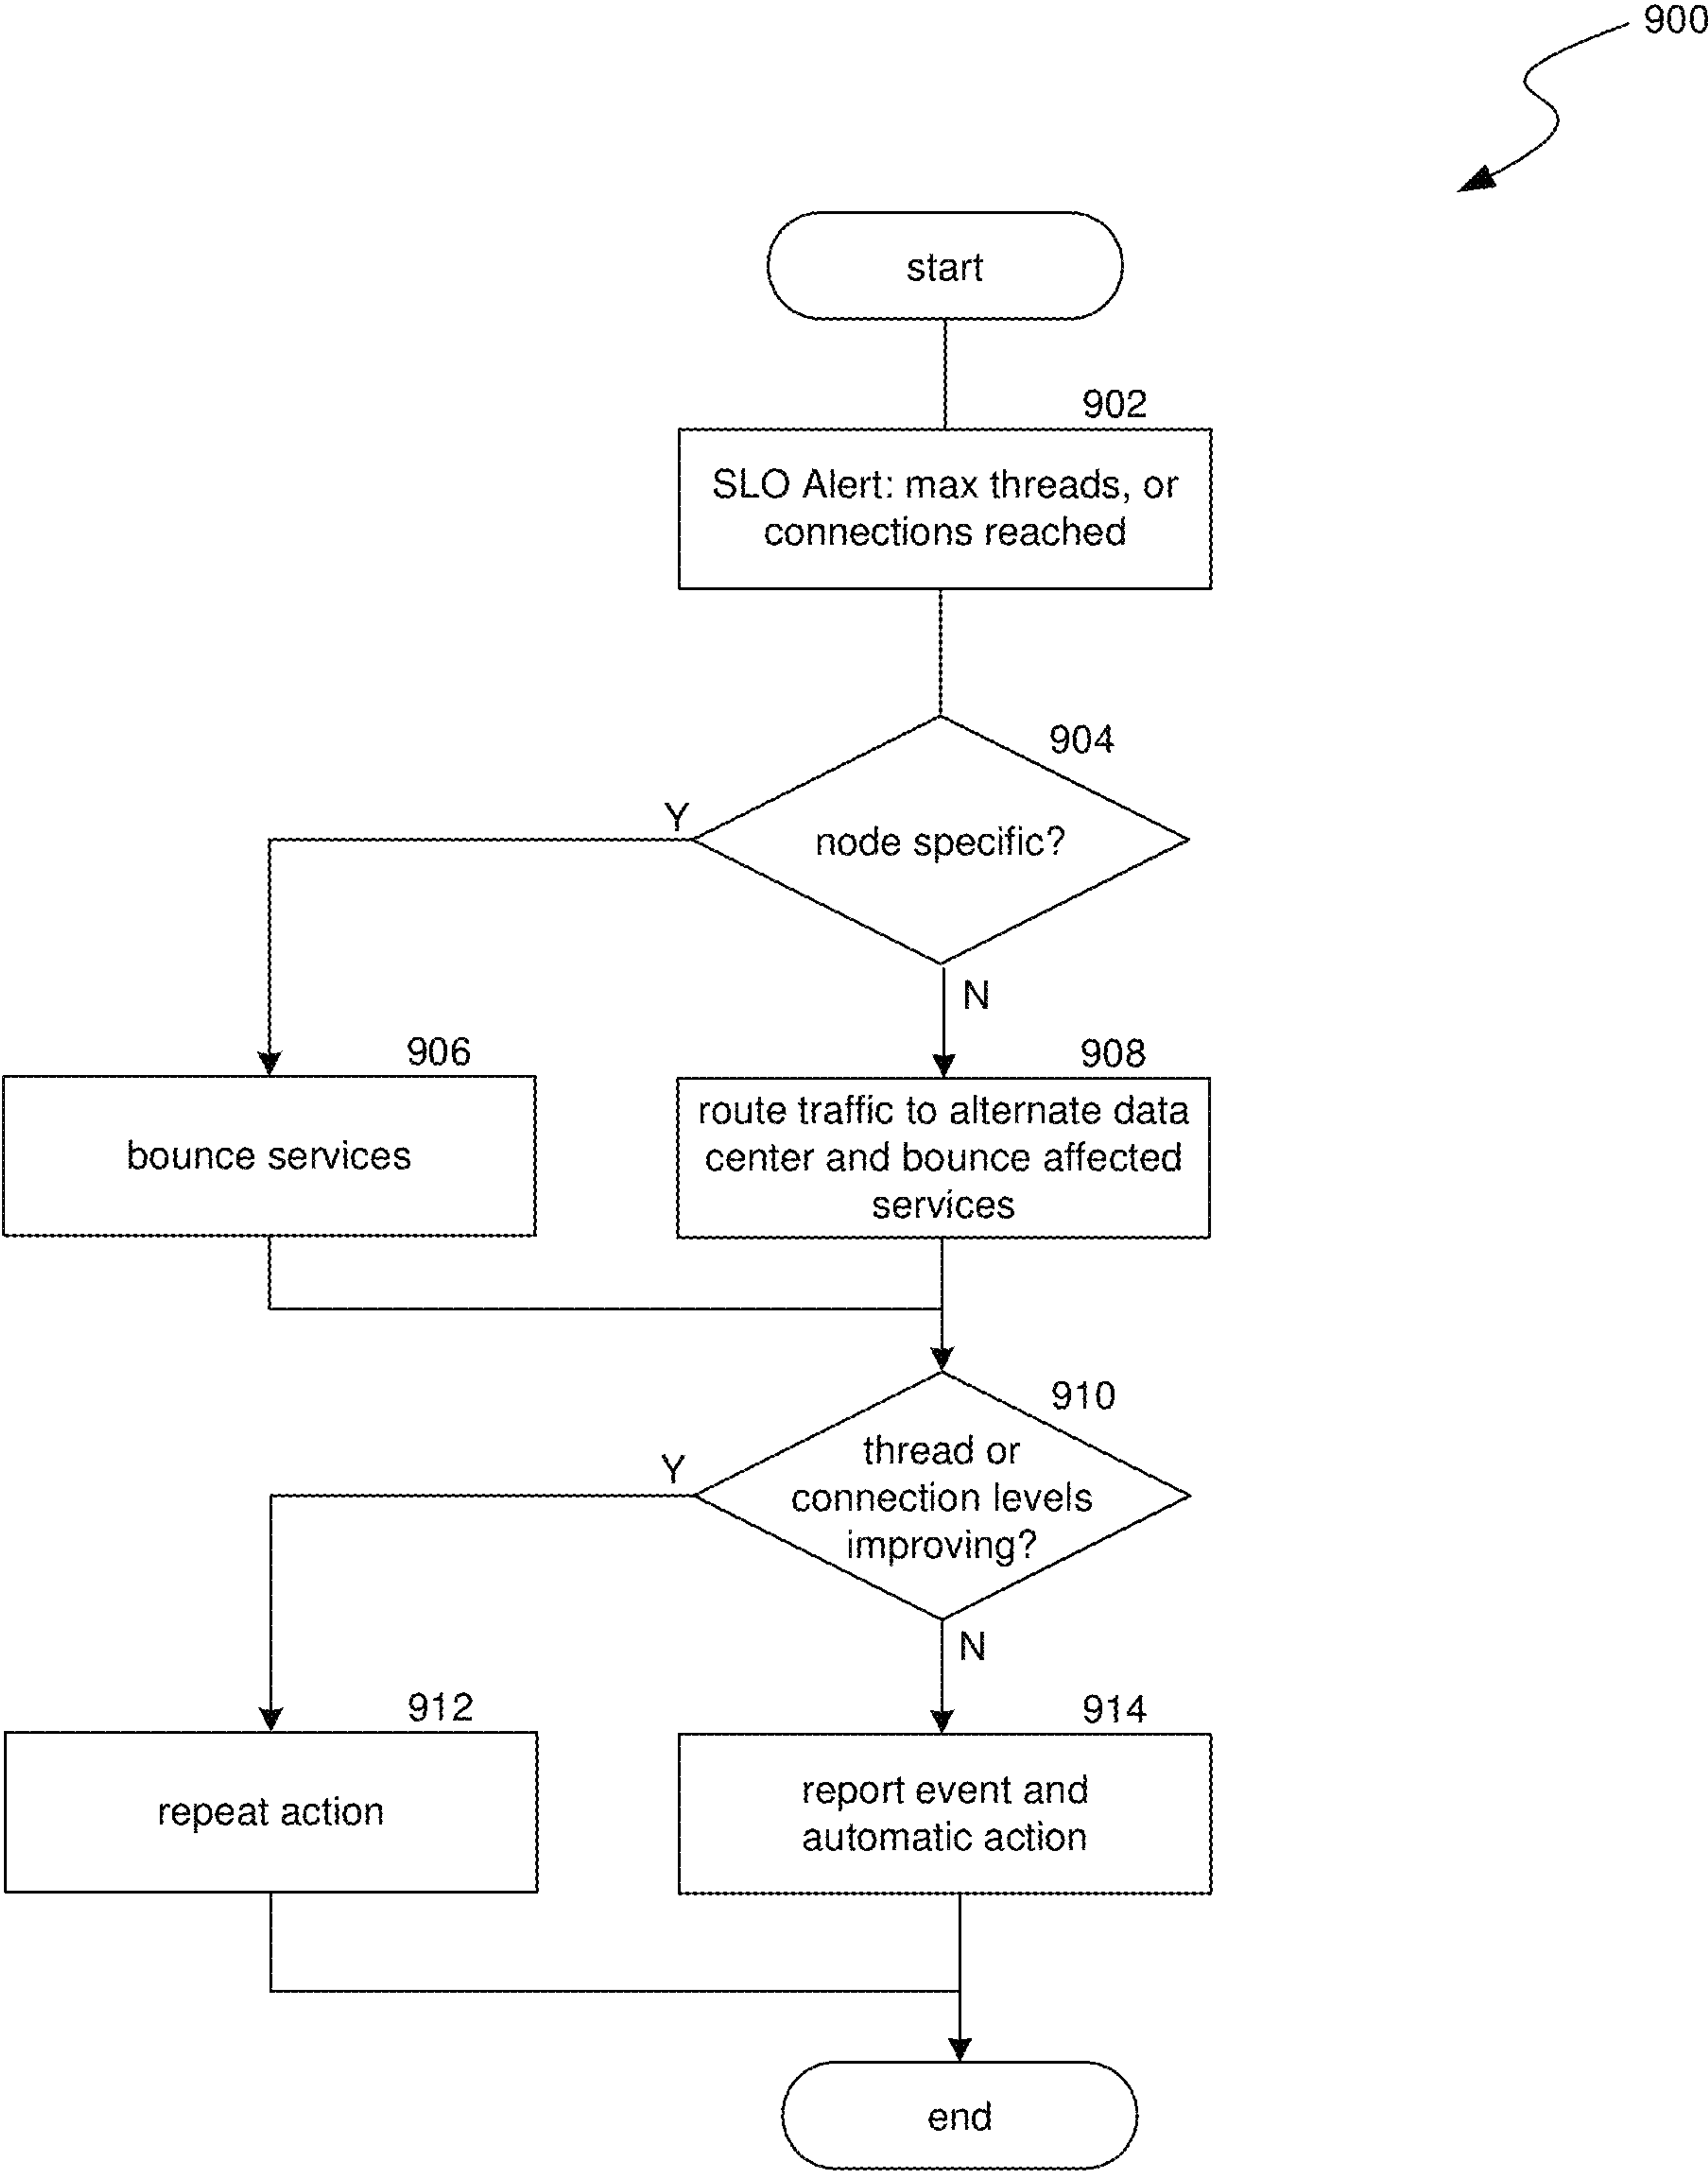 900
start
902
SLO Alert: max threads, or
connections reached
904
Y
node specific?
N
906
908
bounce services
route traffic to alternate data
center and bounce affected
services
910
Y
thread or
connection levels
improving?
N
912
914
repeat action
report event and
automatic action
end